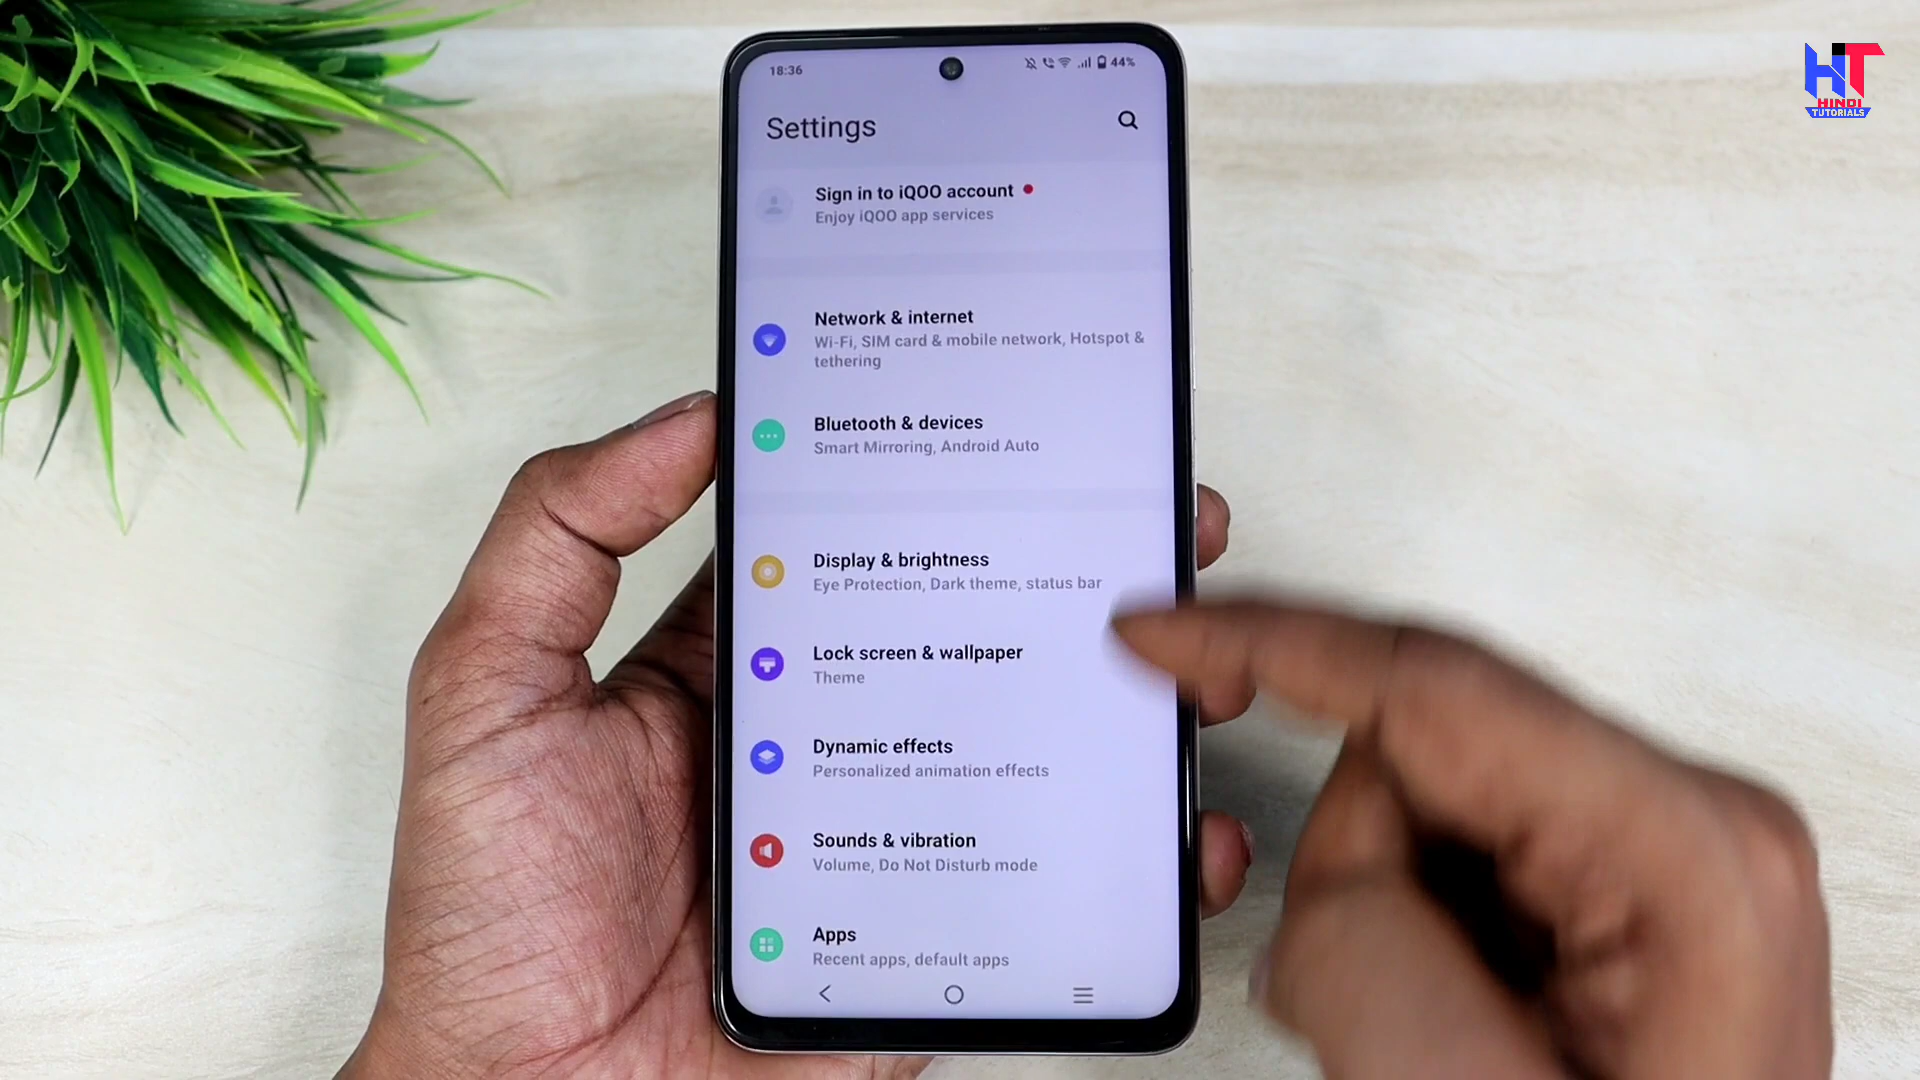 18:36
44%
HT
HINDI
TUTORIALS
Settings
Sign in to iQOO account
Enjoy iQOO app services
Network & internet
Wi-Fi, SIM card & mobile network, Hotspot &
tethering
Bluetooth & devices
Smart Mirroring, Android Auto
Display & brightness
Eye Protection, Dark theme, status bar
Lock screen & wallpaper
Theme
Dynamic effects
Personalized animation effects
Sounds & vibration
Volume, Do Not Disturb mode
Apps
Recent apps, default apps